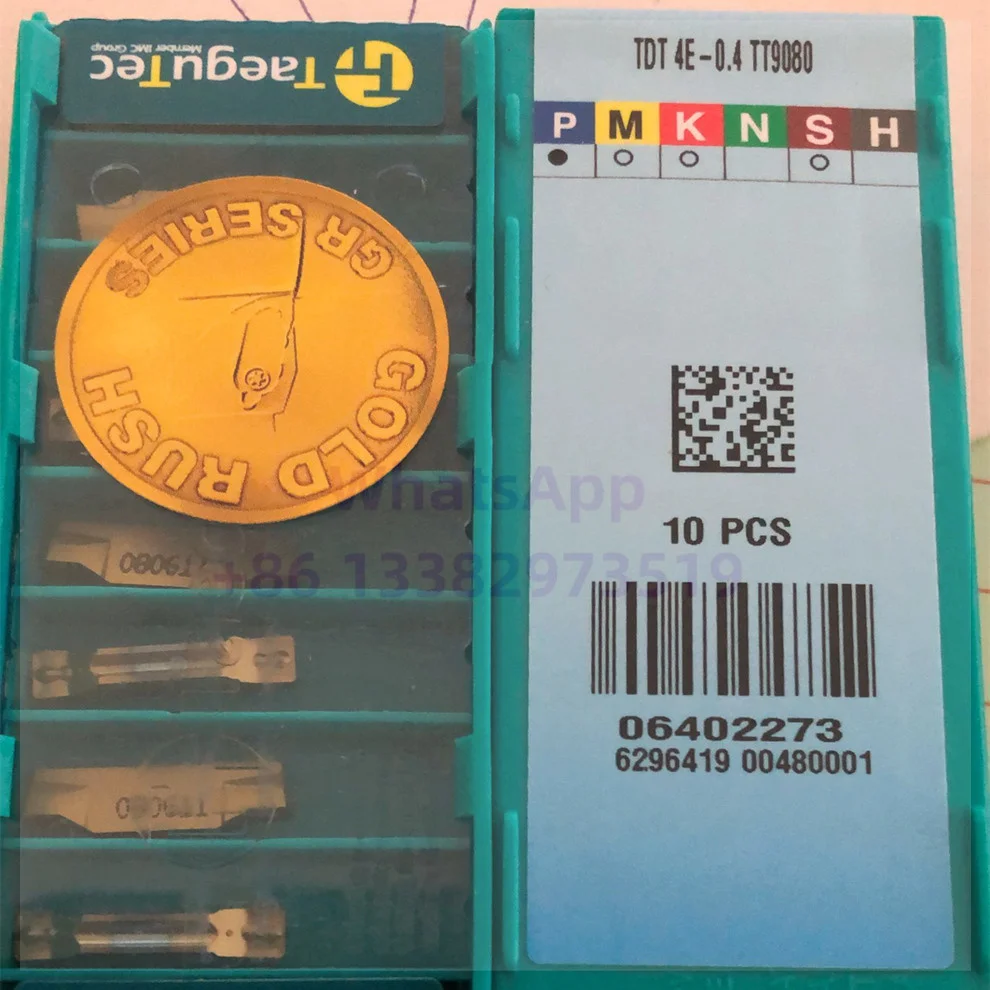 TaeguTec
Member IMC Group
GR SERIES
GOLD RUSH
TT9080
TT9080
TDT 4E-0.4 TT9080
P M K N S H
10 PCS
06402273
6296419 00480001
WhatsApp
+86 13382973519